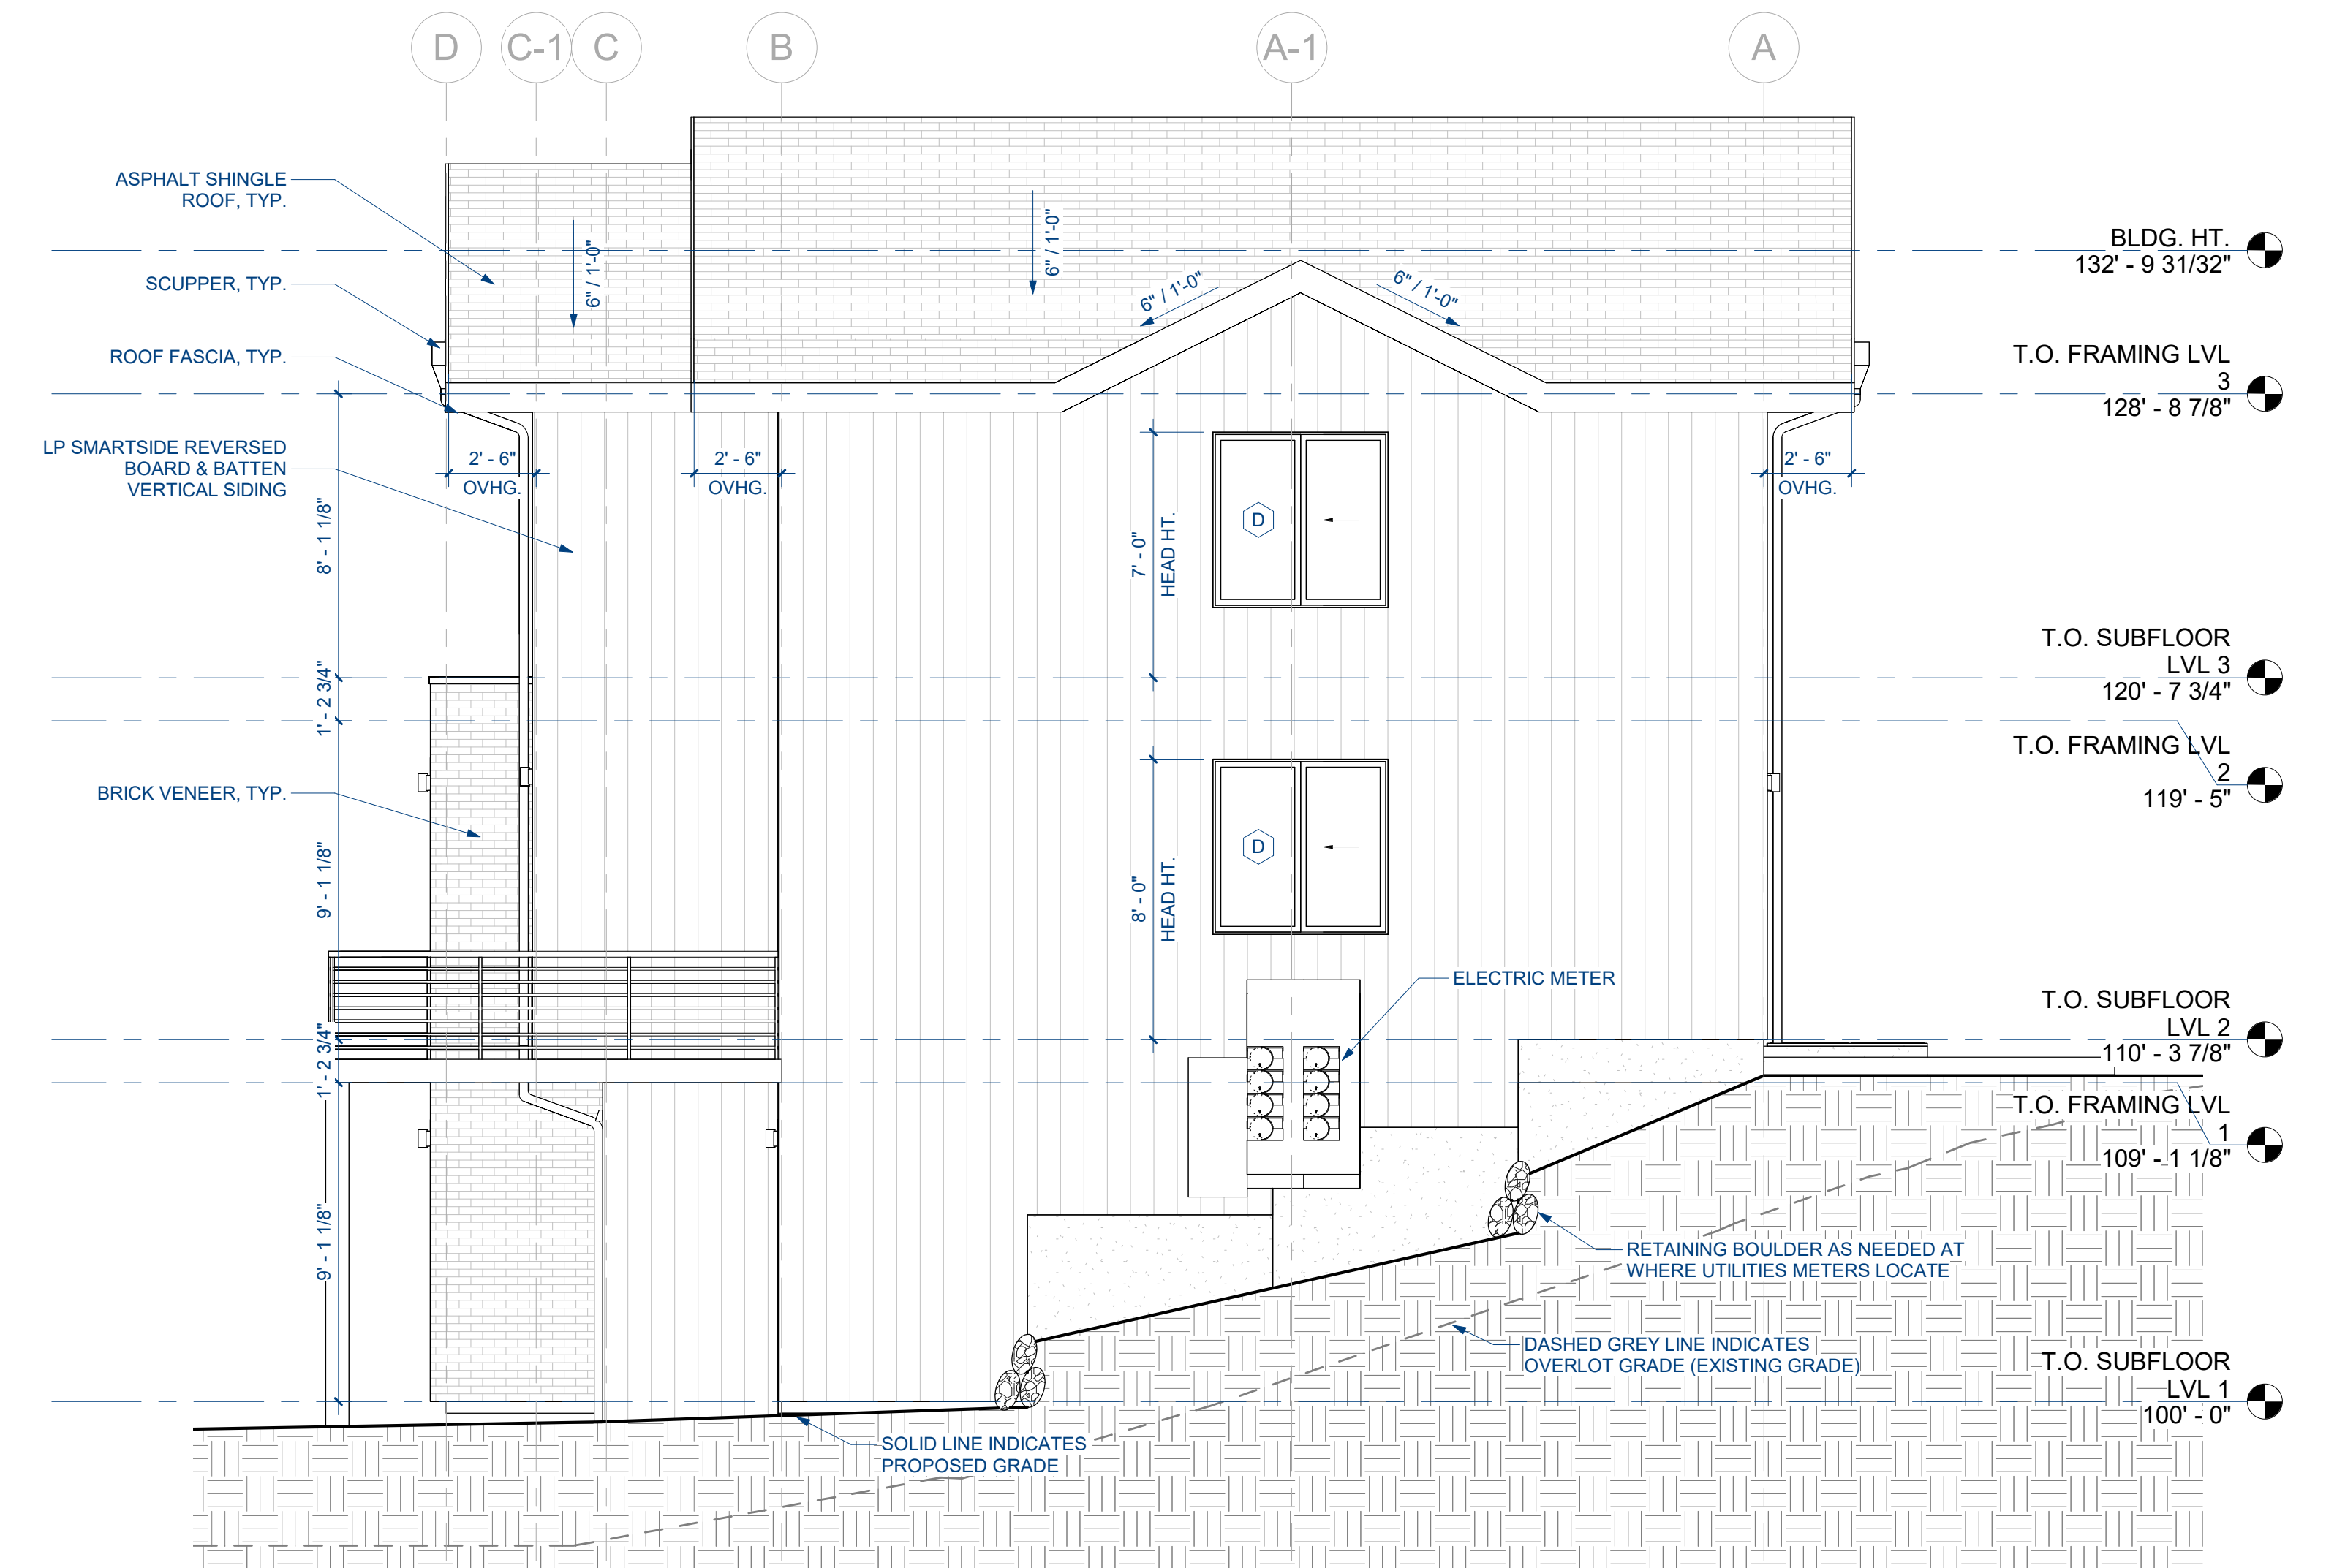 D
C-1
C
B
A-1
A
ASPHALT SHINGLE
ROOF, TYP.
SCUPPER, TYP.
ROOF FASCIA, TYP.
LP SMARTSIDE REVERSED
BOARD & BATTEN
VERTICAL SIDING
BRICK VENEER, TYP.
6" / 1'-0"
6" / 1'-0"
6" / 1'-0"
6" / 1'-0"
2' - 6"
OVHG.
2' - 6"
OVHG.
2' - 6"
OVHG.
8' - 1 1/8"
1' - 2 3/4"
9' - 1 1/8"
1' - 2 3/4"
9' - 1 1/8"
7' - 0"
HEAD HT.
D
8' - 0"
HEAD HT.
D
ELECTRIC METER
RETAINING BOULDER AS NEEDED AT
WHERE UTILITIES METERS LOCATE
DASHED GREY LINE INDICATES
OVERLOT GRADE (EXISTING GRADE)
SOLID LINE INDICATES
PROPOSED GRADE
BLDG. HT.
132' - 9 31/32"
T.O. FRAMING LVL
3
128' - 8 7/8"
T.O. SUBFLOOR
LVL 3
120' - 7 3/4"
T.O. FRAMING LVL
2
119' - 5"
T.O. SUBFLOOR
LVL 2
110' - 3 7/8"
T.O. FRAMING LVL
1
109' - 1 1/8"
T.O. SUBFLOOR
LVL 1
100' - 0"